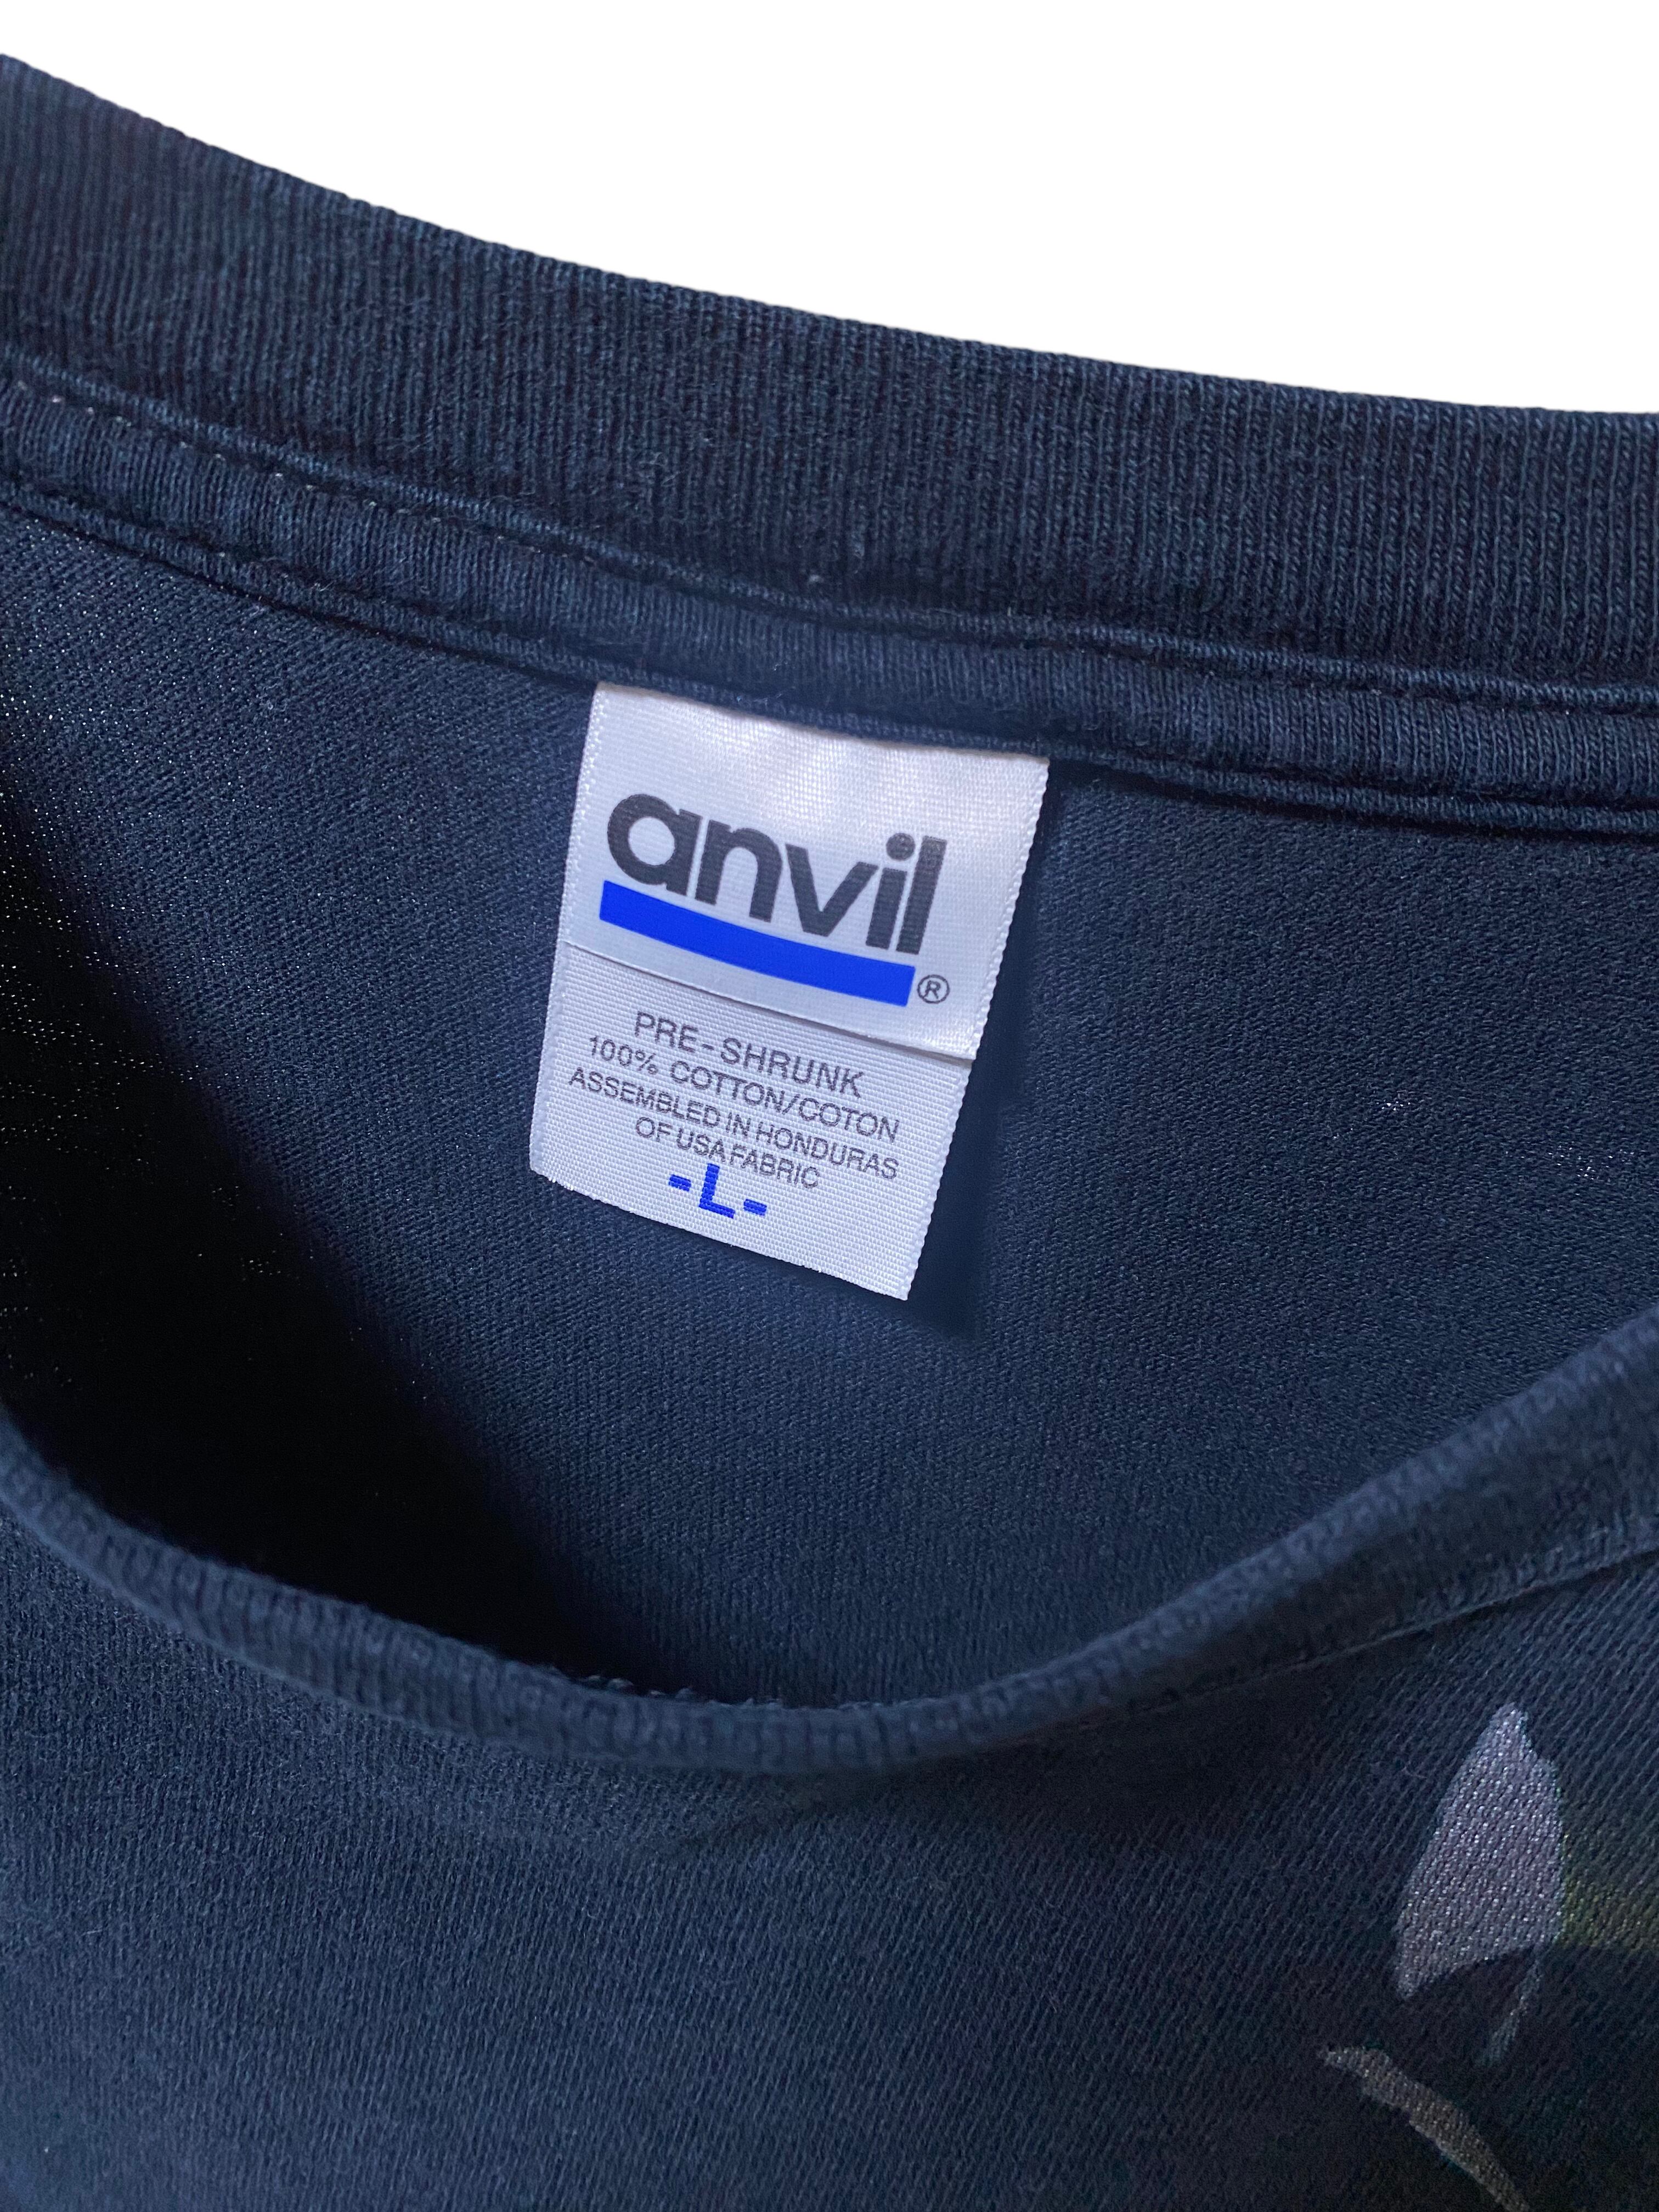 anvil®
PRE-SHRUNK
100% COTTON/COTON
ASSEMBLED IN HONDURAS
OF USA FABRIC
-L-